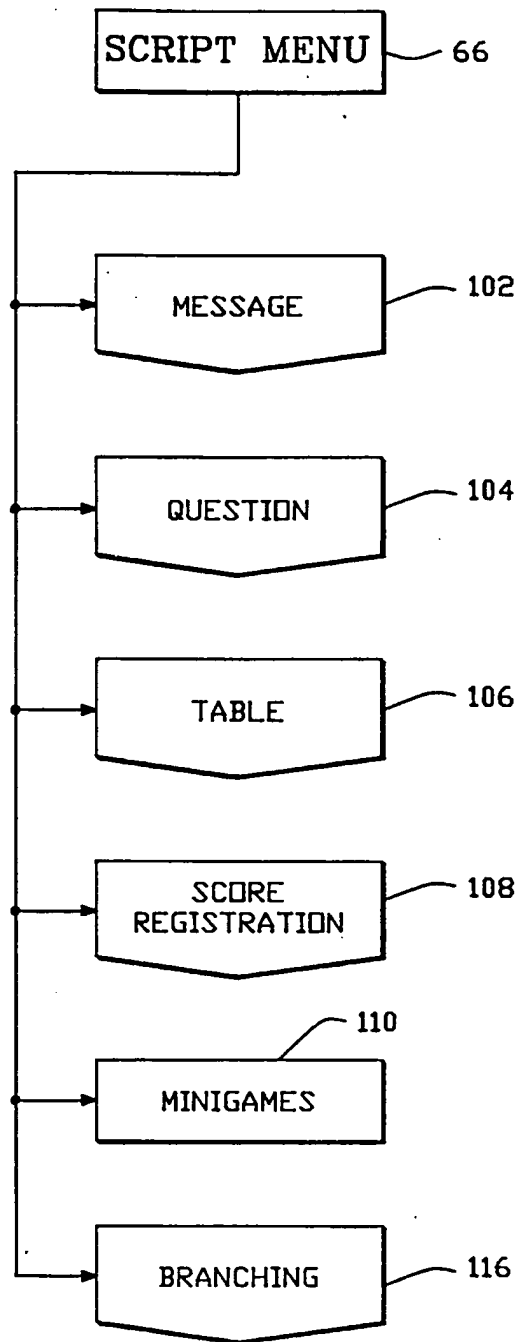 SCRIPT MENU 66
MESSAGE 102
QUESTION 104
TABLE 106
SCORE 108
REGISTRATION
110
MINIGAMES
BRANCHING 116